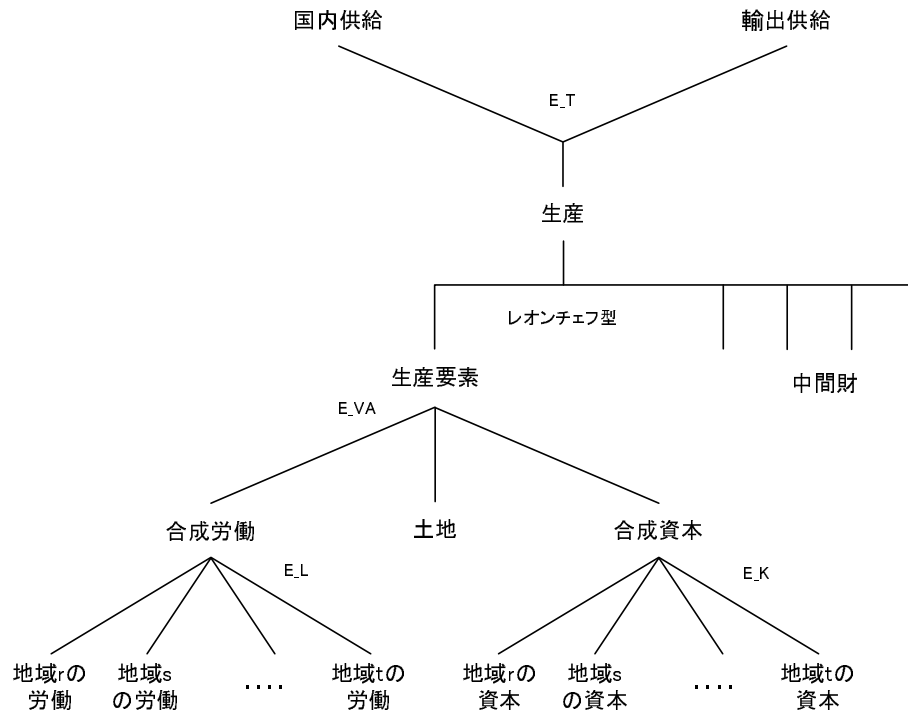 国内供給
輸出供給
E_T
生産
レオンチェフ型
生産要素
中間財
E_VA
合成労働
土地
合成資本
E_L
E_K
地域rの
労働
地域s
の労働
････
地域tの
労働
地域rの
資本
地域s
の資本
････
地域tの
資本